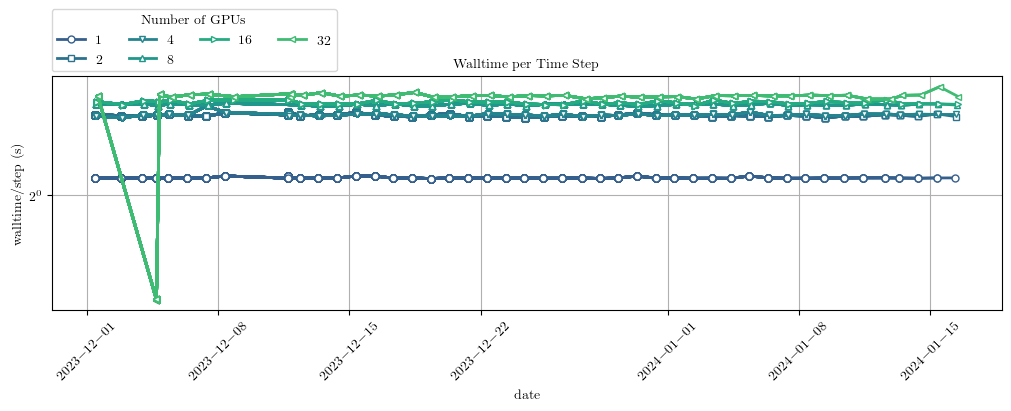 Number of GPUs
1 4 16 32
2 8
Walltime per Time Step
walltime/step (s)
2⁰
2023−12−01
2023−12−08
2023−12−15
2023−12−22
2024−01−01
2024−01−08
2024−01−15
date